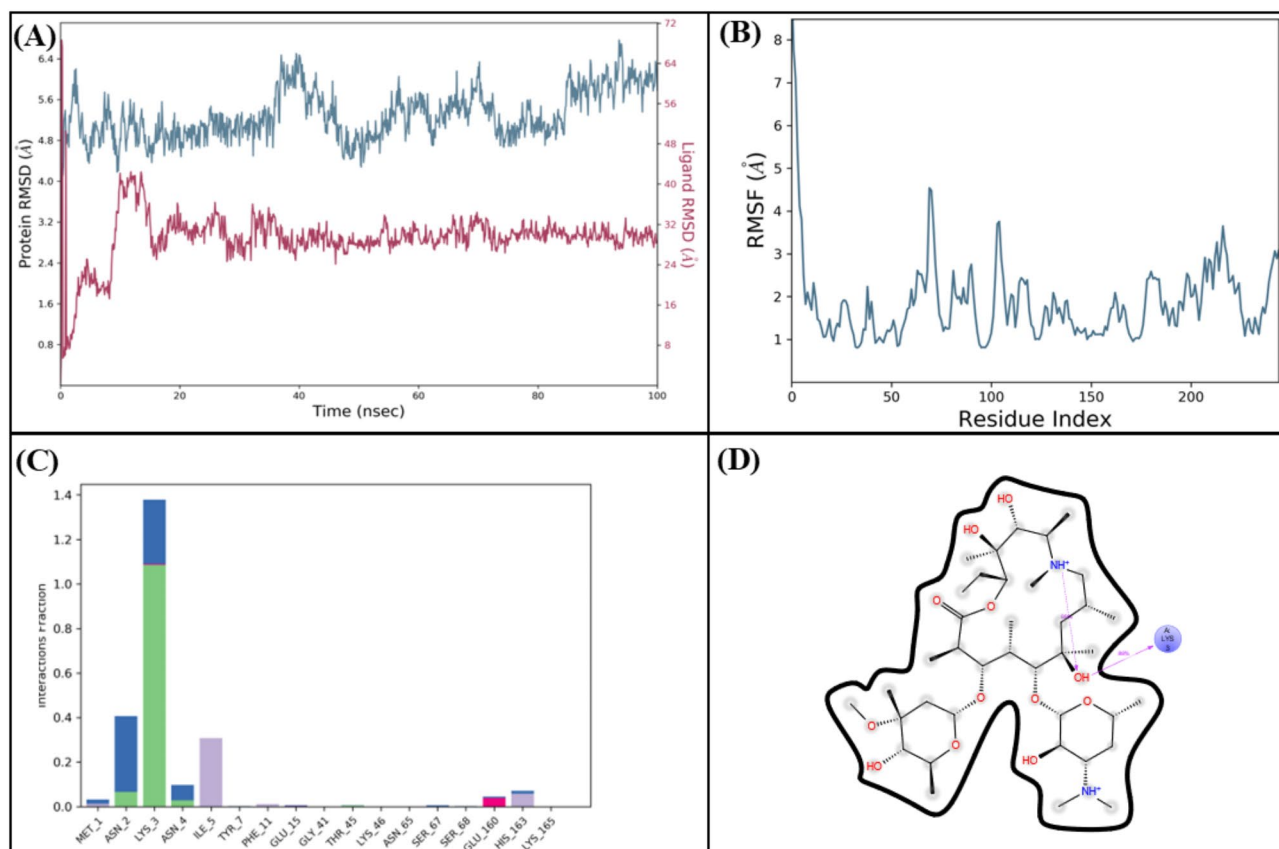 (A)
72
6.4
64
5.6
56
4.8
48
4.0
40
3.2
32
2.4
24
1.6
16
0.8
8
0
20
40
60
80
100
Protein RMSD (Å)
Ligand RMSD (Å)
Time (nsec)
(B)
8
7
6
5
4
3
2
1
0
50
100
150
200
RMSF (Å)
Residue Index
(C)
1.4
1.2
1.0
0.8
0.6
0.4
0.2
0.0
Interactions Fraction
MET_1
ASN_2
LYS_3
ASN_4
ILE_5
TYR_7
PHE_11
GLU_15
GLY_41
THR_45
LYS_46
ASN_65
SER_67
SER_68
GLU_160
HIS_163
LYS_165
(D)
HO
HO
NH+
O
O
A:
LYS
3
OH
O
O
O
O
O
HO
HO
NH+